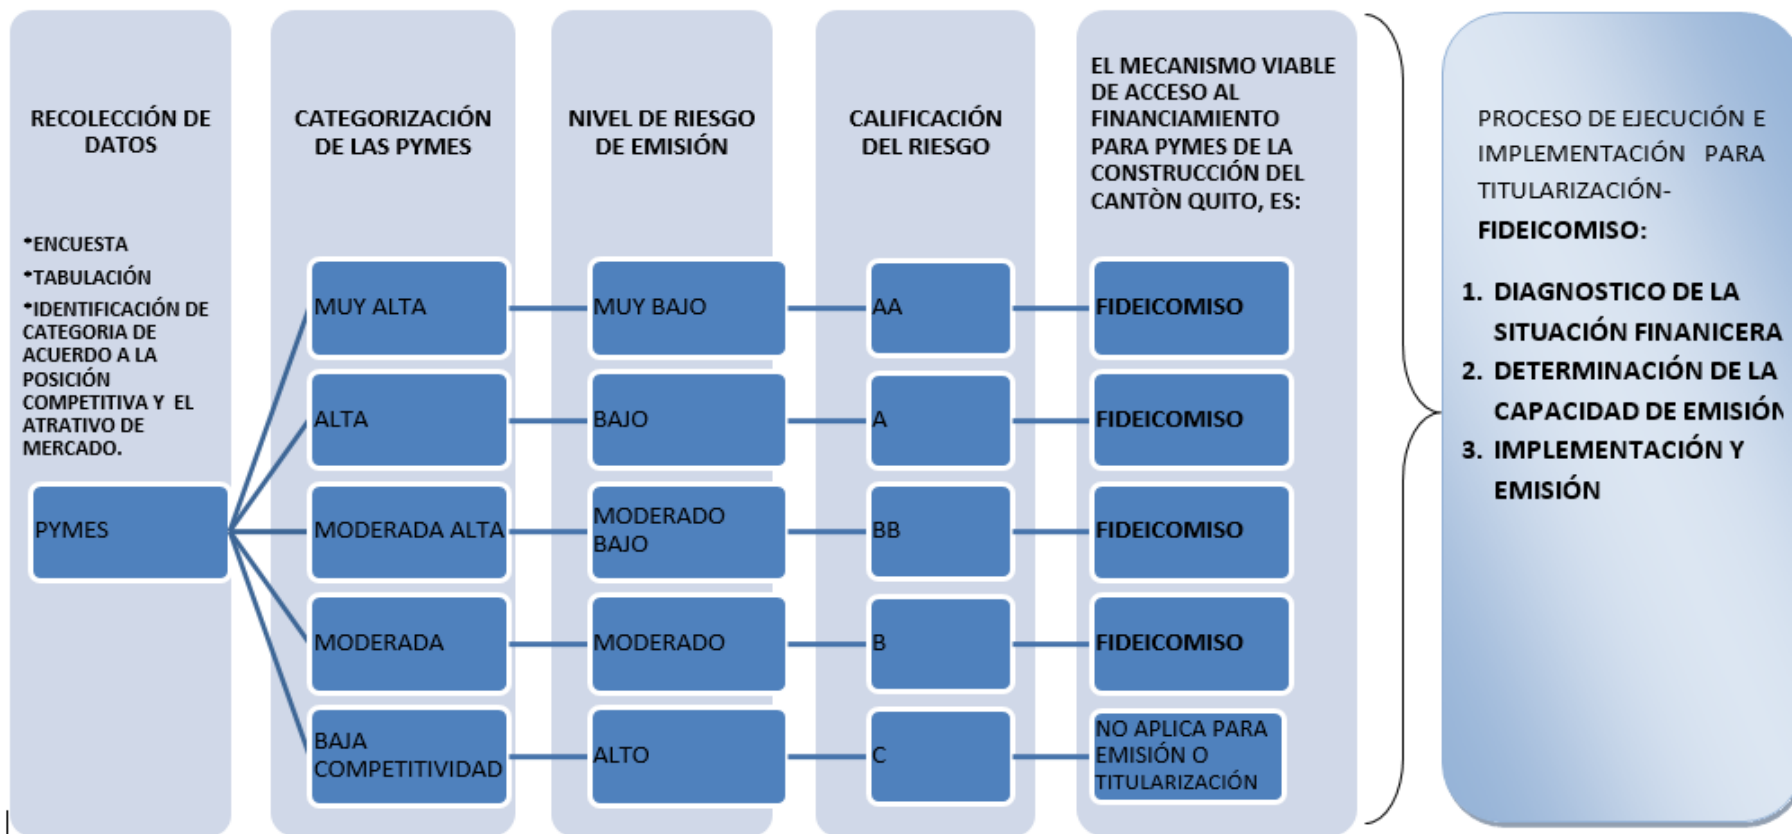 RECOLECCIÓN DE
DATOS
*ENCUESTA
*TABULACIÓN
*IDENTIFICACIÓN DE
CATEGORIA DE
ACUERDO A LA
POSICIÓN
COMPETITIVA Y EL
ATRATIVO DE
MERCADO.
PYMES
CATEGORIZACIÓN
DE LAS PYMES
MUY ALTA
ALTA
MODERADA ALTA
MODERADA
BAJA
COMPETITIVIDAD
NIVEL DE RIESGO
DE EMISIÓN
MUY BAJO
BAJO
MODERADO
BAJO
MODERADO
ALTO
CALIFICACIÓN
DEL RIESGO
AA
A
BB
B
C
EL MECANISMO VIABLE
DE ACCESO AL
FINANCIAMIENTO
PARA PYMES DE LA
CONSTRUCCIÓN DEL
CANTÒN QUITO, ES:
FIDEICOMISO
FIDEICOMISO
FIDEICOMISO
FIDEICOMISO
NO APLICA PARA
EMISIÓN O
TITULARIZACIÓN
PROCESO DE EJECUCIÓN E
IMPLEMENTACIÓN PARA
TITULARIZACIÓN-
FIDEICOMISO:
1. DIAGNOSTICO DE LA
SITUACIÓN FINANICERA
2. DETERMINACIÓN DE LA
CAPACIDAD DE EMISIÓN
3. IMPLEMENTACIÓN Y
EMISIÓN